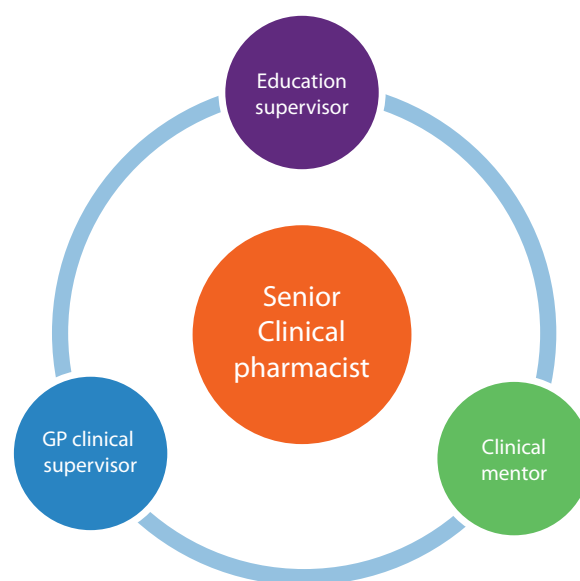 Education
supervisor
Senior
Clinical
pharmacist
GP clinical
supervisor
Clinical
mentor